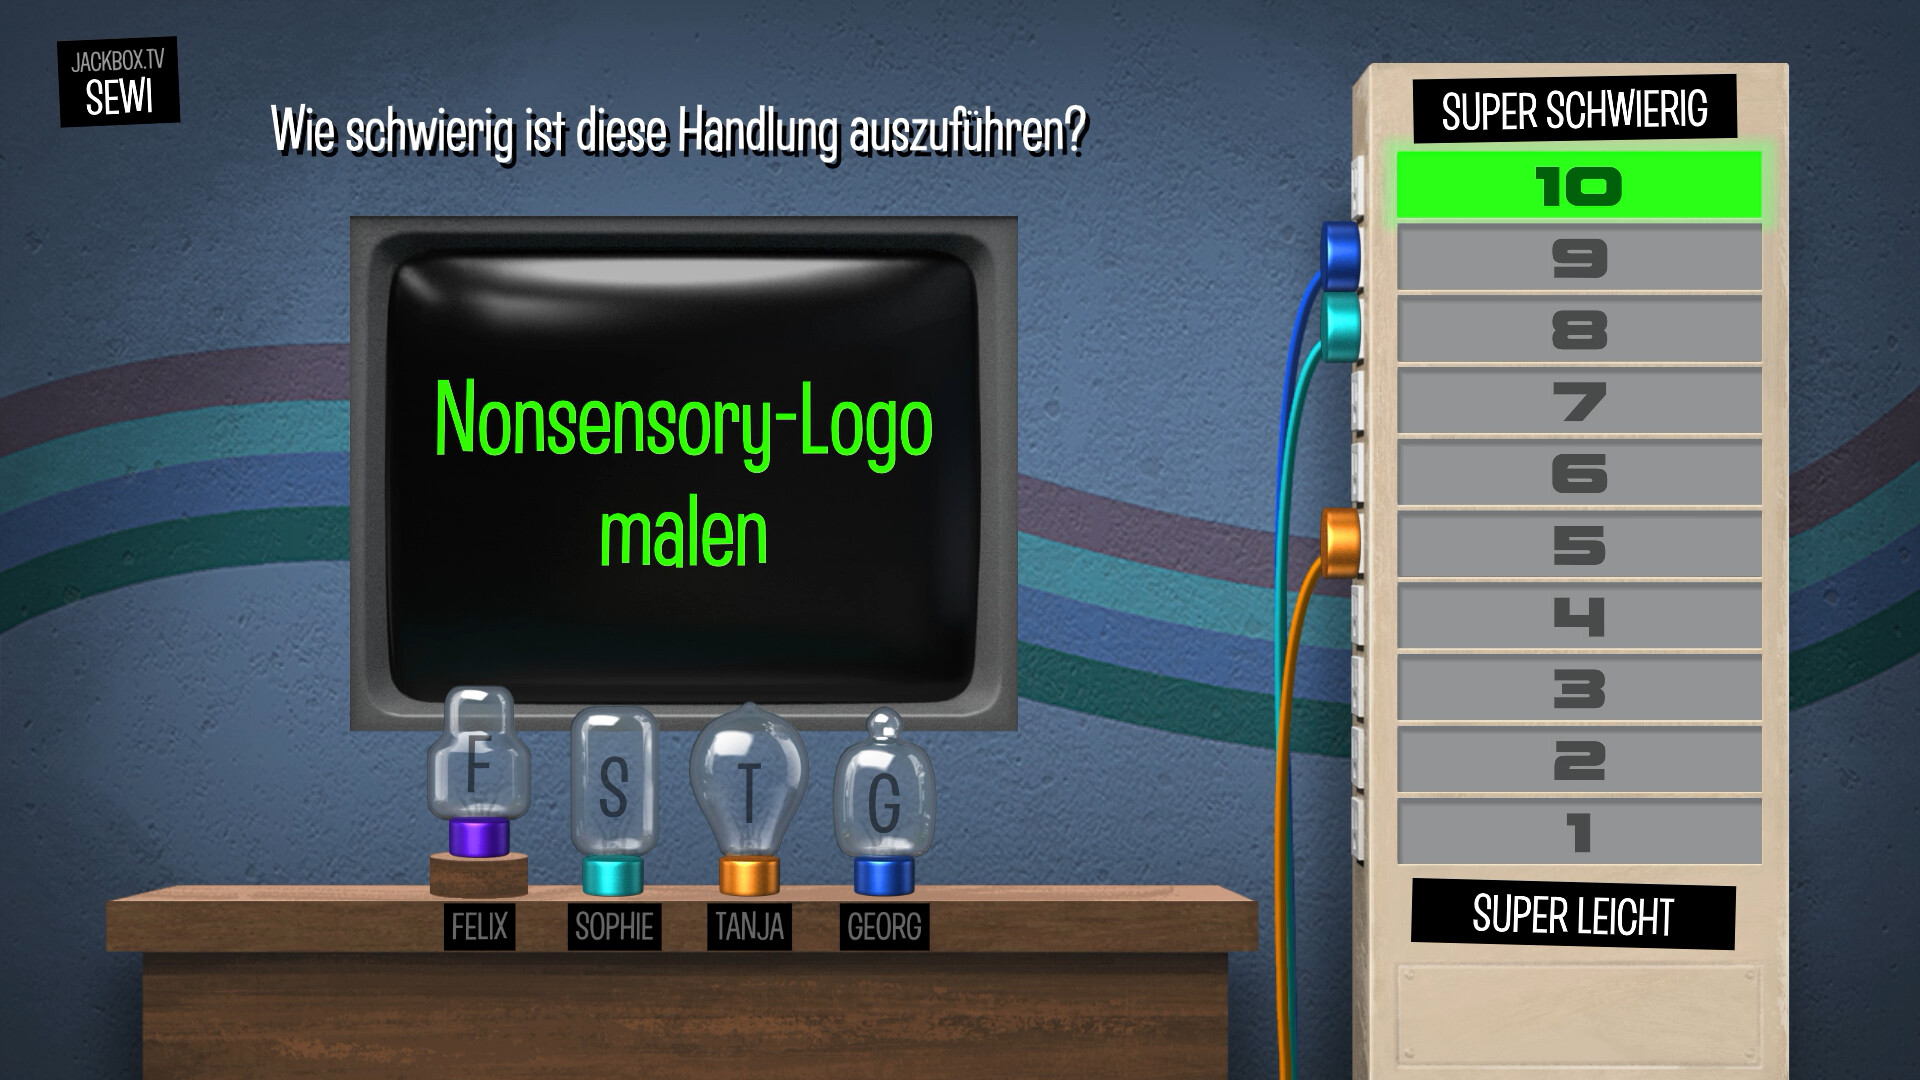 JACKBOX.TV
SEWI
Wie schwierig ist diese Handlung auszuführen?
Nonsensory-Logo
malen
F
S
T
G
FELIX
SOPHIE
TANJA
GEORG
SUPER SCHWIERIG
10
9
8
7
6
5
4
3
2
1
SUPER LEICHT